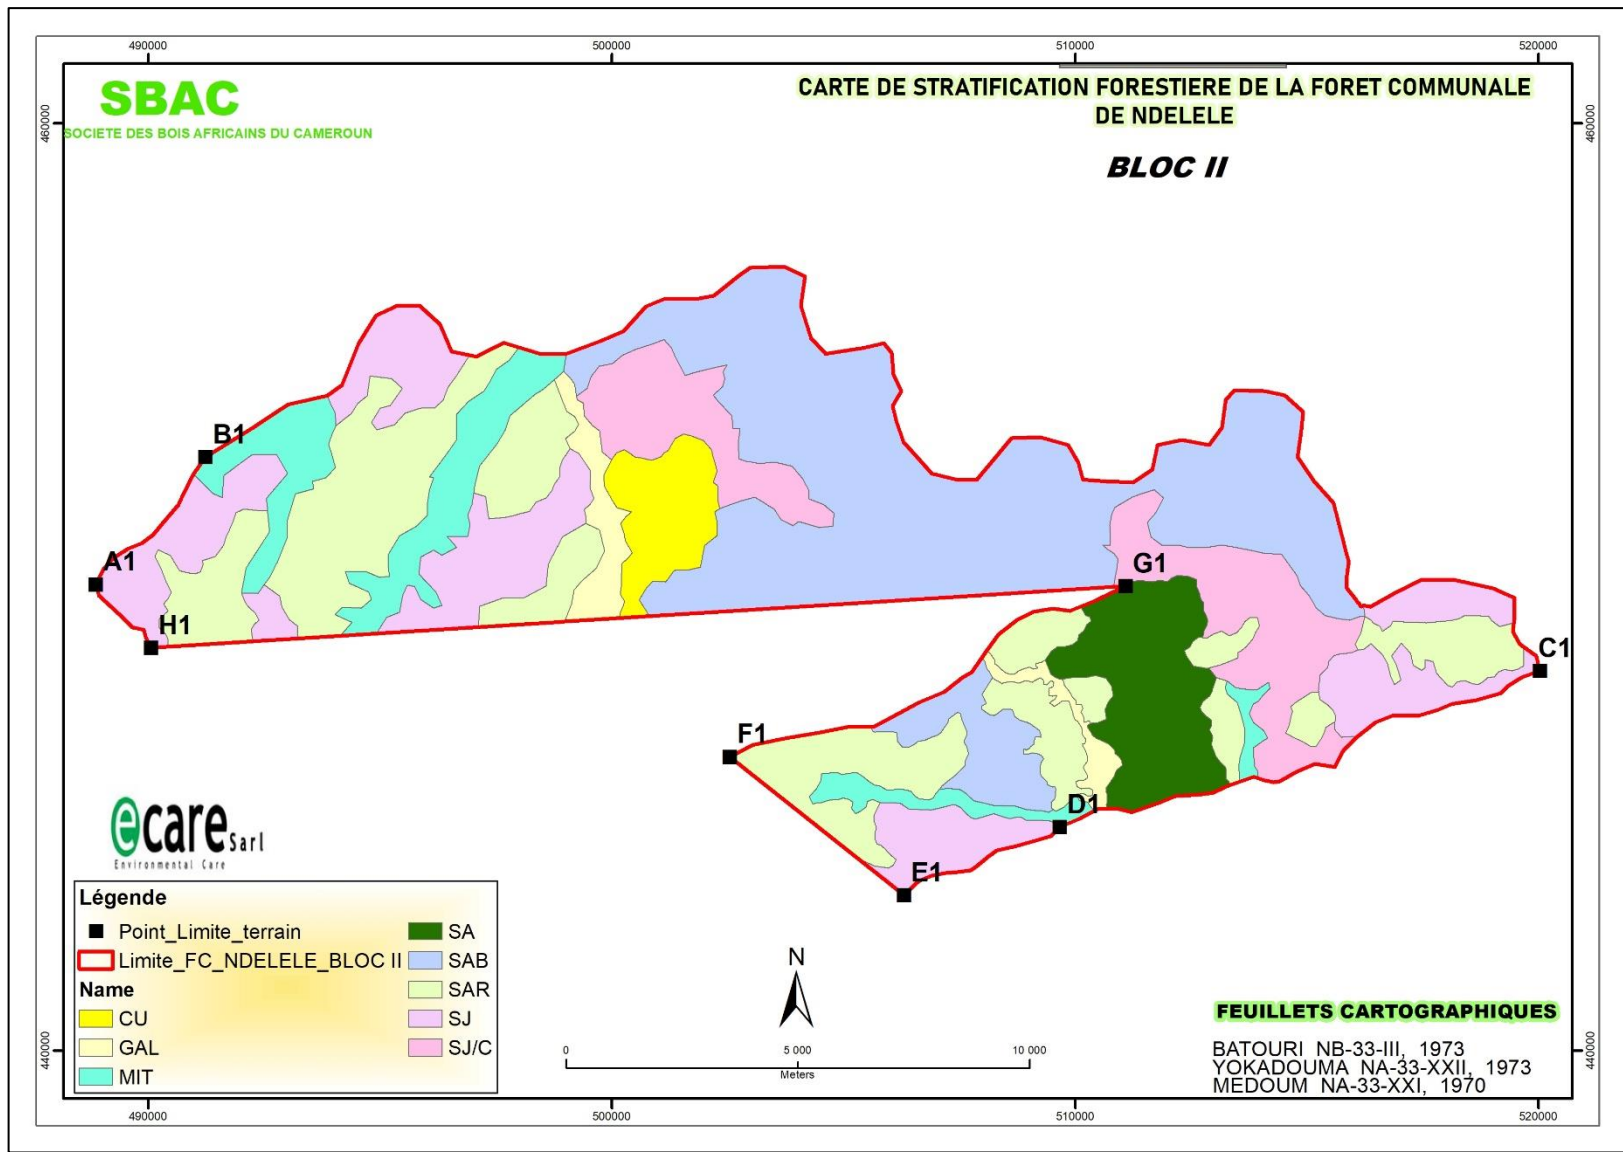 490000 500000 510000 520000
SBAC
SOCIETE DES BOIS AFRICAINS DU CAMEROUN
CARTE DE STRATIFICATION FORESTIERE DE LA FORET COMMUNALE
DE NDELELE
BLOC II
460000 460000
B1
A1
H1
G1
C1
F1
D1
E1
ecare Sarl
Environmental Care
Légende
Point_Limite_terrain
Limite_FC_NDELELE_BLOC II
Name
CU
GAL
MIT
SA
SAB
SAR
SJ
SJ/C
N
0 5 000 10 000
Meters
FEUILLETS CARTOGRAPHIQUES
BATOURI NB-33-III, 1973
YOKADOUMA NA-33-XXII, 1973
MEDOUM NA-33-XXI, 1970
440000 440000
490000 500000 510000 520000